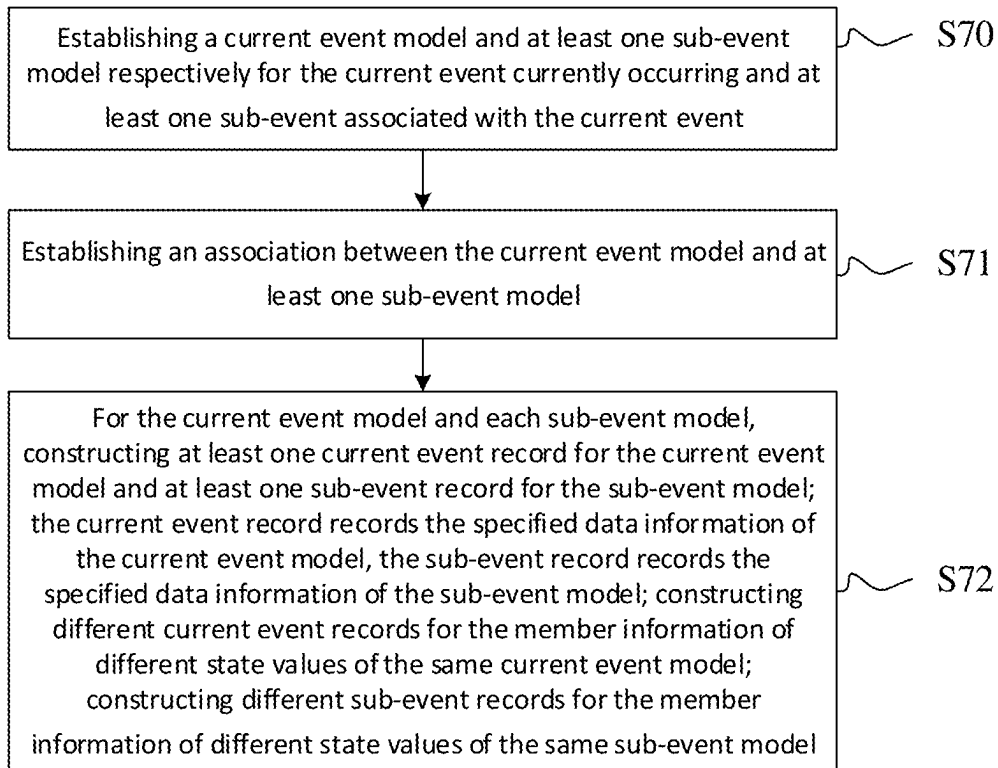 Establishing a current event model and at least one sub-event
model respectively for the current event currently occurring and at
least one sub-event associated with the current event
S70
Establishing an association between the current event model and at
least one sub-event model
S71
For the current event model and each sub-event model,
constructing at least one current event record for the current event
model and at least one sub-event record for the sub-event model;
the current event record records the specified data information of
the current event model, the sub-event record records the
specified data information of the sub-event model; constructing
different current event records for the member information of
different state values of the same current event model;
constructing different sub-event records for the member
information of different state values of the same sub-event model
S72